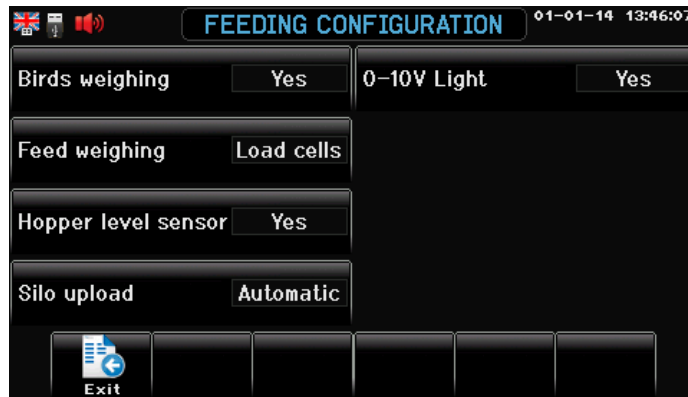 FEEDING CONFIGURATION
01-01-14 13:46:07
Birds weighing Yes
0-10V Light Yes
Feed weighing Load cells
Hopper level sensor Yes
Silo upload Automatic
Exit